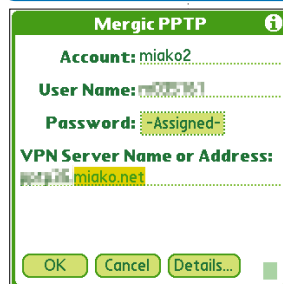 Mergic PPTP
Account: miako2
User Name:
Password: -Assigned-
VPN Server Name or Address:
miako.net
OK Cancel Details...